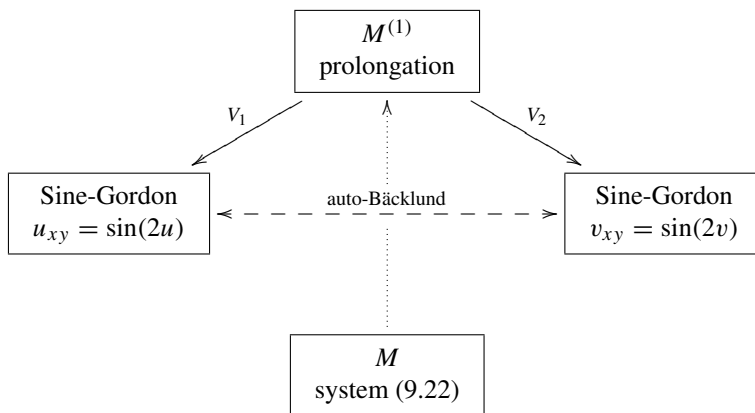 M^{(1)}
prolongation
V_1
V_2
Sine-Gordon
u_{xy} = sin(2u)
auto-Bäcklund
Sine-Gordon
v_{xy} = sin(2v)
M
system (9.22)